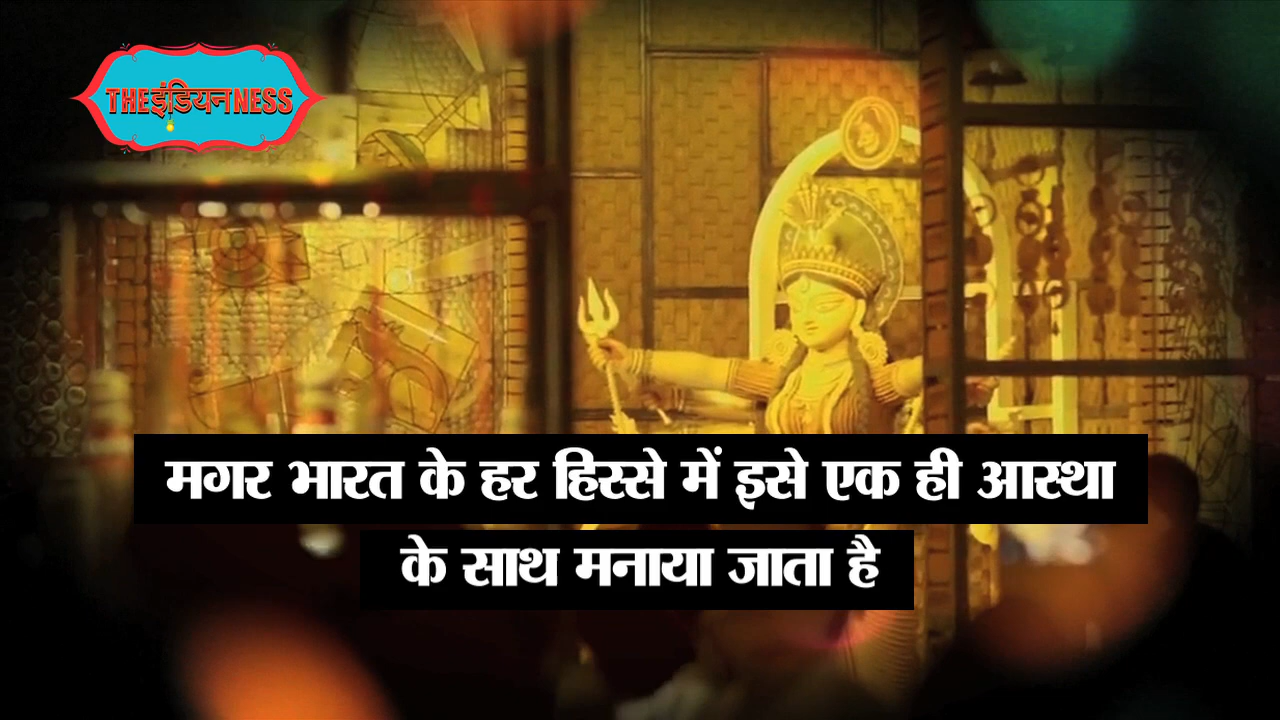 THEइंडियनNESS
मगर भारत के हर हिस्से में इसे एक ही आस्था
के साथ मनाया जाता है